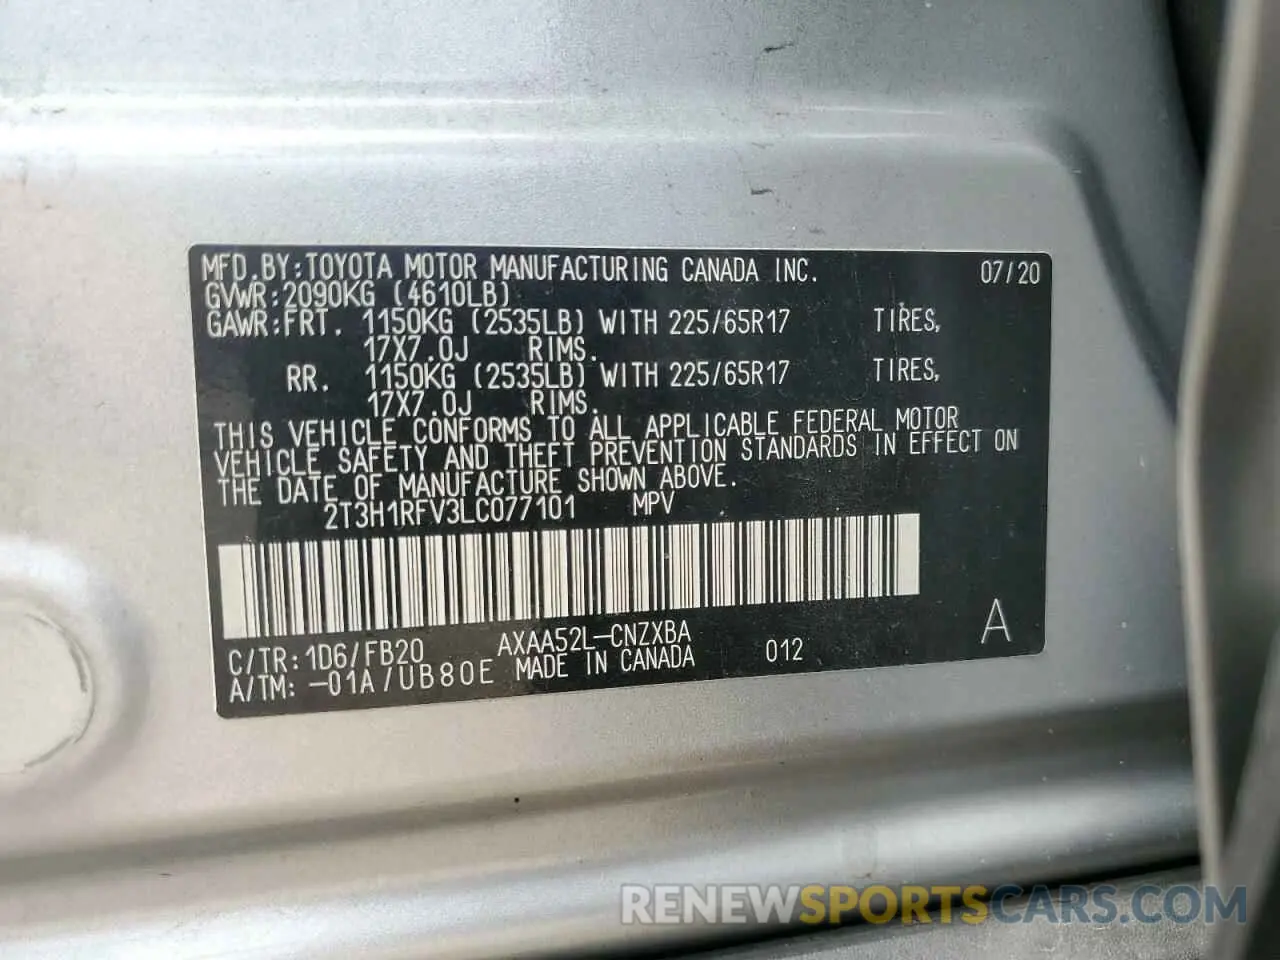 MFD.BY:TOYOTA MOTOR MANUFACTURING CANADA INC. 07/20
GVWR:2090KG (4610LB)
GAWR:FRT. 1150KG (2535LB) WITH 225/65R17 TIRES,
17X7.0J RIMS.
RR. 1150KG (2535LB) WITH 225/65R17 TIRES,
17X7.0J RIMS.
THIS VEHICLE CONFORMS TO ALL APPLICABLE FEDERAL MOTOR
VEHICLE SAFETY AND THEFT PREVENTION STANDARDS IN EFFECT ON
THE DATE OF MANUFACTURE SHOWN ABOVE.
2T3H1RFV3LC077101 MPV
C/TR:1D6/FB20 AXAA52L-CNZXBA
A/TM:-01A/UB80E MADE IN CANADA 012 A
RENEWSPORTSCARS.COM